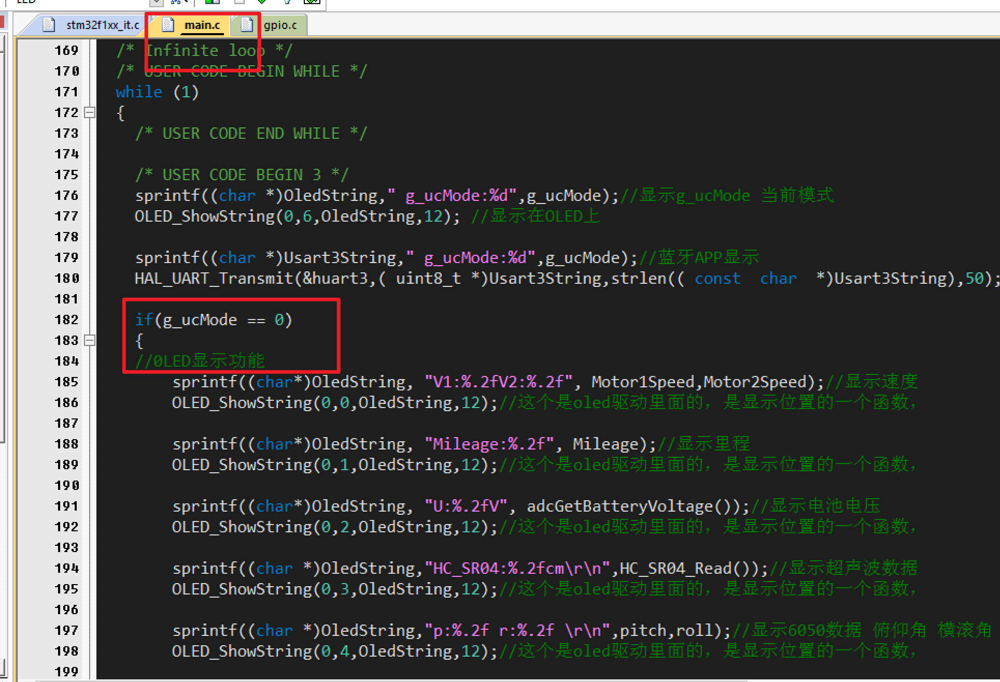 LED
stm32f1xx_it.c main.c gpio.c
169 /* Infinite loop */
170 /* USER CODE BEGIN WHILE */
171 while (1)
172 {
173 /* USER CODE END WHILE */
174
175 /* USER CODE BEGIN 3 */
176 sprintf((char *)OledString," g_ucMode:%d",g_ucMode);//显示g_ucMode 当前模式
177 OLED_ShowString(0,6,OledString,12); //显示在OLED上
178
179 sprintf((char *)Usart3String," g_ucMode:%d",g_ucMode);//蓝牙APP显示
180 HAL_UART_Transmit(&huart3,( uint8_t *)Usart3String,strlen(( const  char  *)Usart3String),50);
181
182 if(g_ucMode == 0)
183 {
184 //0LED显示功能
185 sprintf((char*)OledString, "V1:%.2fV2:%.2f", Motor1Speed,Motor2Speed);//显示速度
186 OLED_ShowString(0,0,OledString,12);//这个是oled驱动里面的，是显示位置的一个函数，
187
188 sprintf((char*)OledString, "Mileage:%.2f", Mileage);//显示里程
189 OLED_ShowString(0,1,OledString,12);//这个是oled驱动里面的，是显示位置的一个函数，
190
191 sprintf((char*)OledString, "U:%.2fV", adcGetBatteryVoltage());//显示电池电压
192 OLED_ShowString(0,2,OledString,12);//这个是oled驱动里面的，是显示位置的一个函数，
193
194 sprintf((char *)OledString,"HC_SR04:%.2fcm\r\n",HC_SR04_Read());//显示超声波数据
195 OLED_ShowString(0,3,OledString,12);//这个是oled驱动里面的，是显示位置的一个函数，
196
197 sprintf((char *)OledString,"p:%.2f r:%.2f \r\n",pitch,roll);//显示6050数据 俯仰角 横滚角
198 OLED_ShowString(0,4,OledString,12);//这个是oled驱动里面的，是显示位置的一个函数，
199